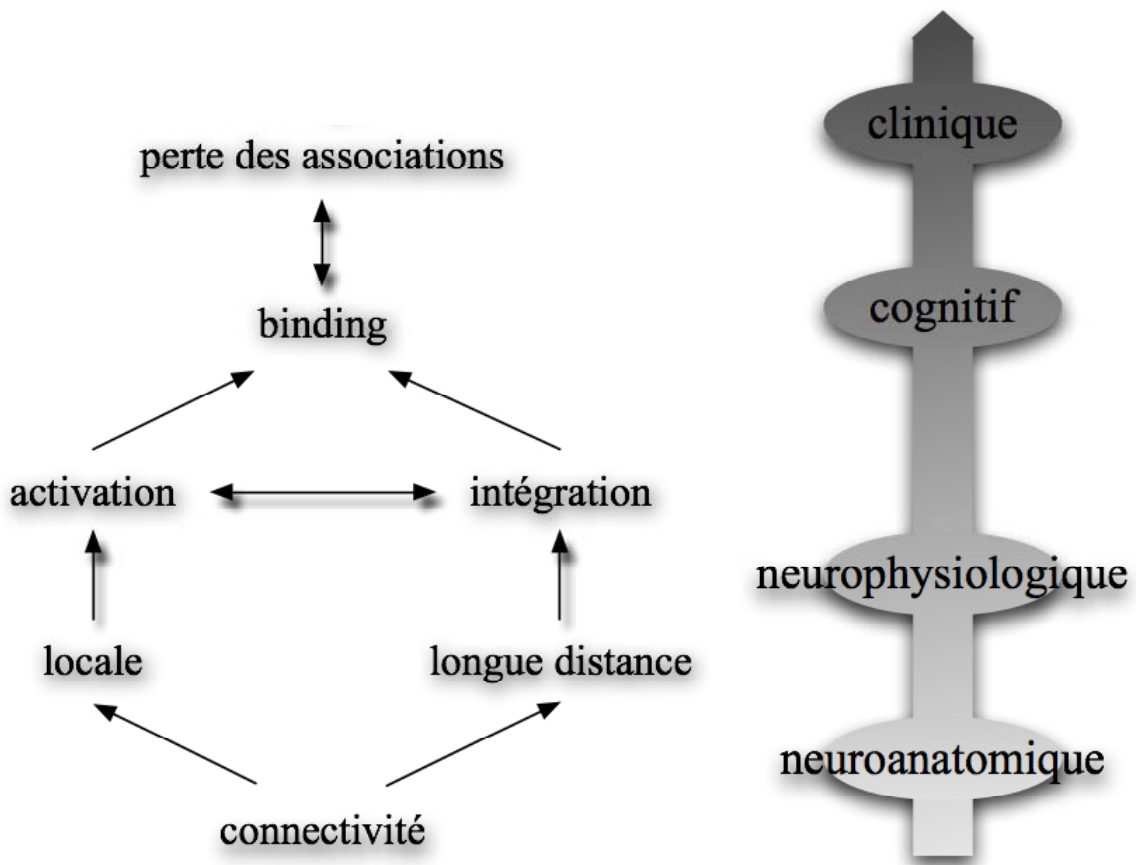 perte des associations
binding
activation
intégration
locale
longue distance
connectivité
clinique
cognitif
neurophysiologique
neuroanatomique